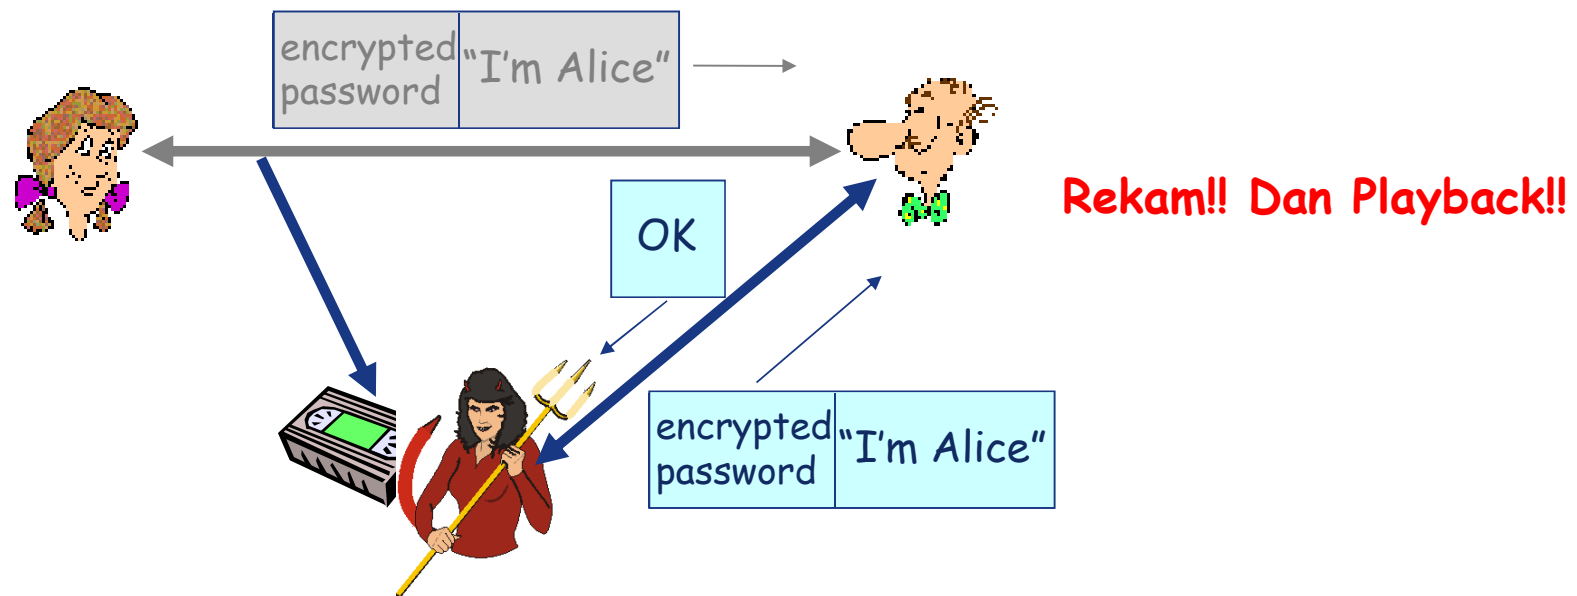 encrypted
password
“I’m Alice”
Rekam!! Dan Playback!!
OK
encrypted
password
“I’m Alice”